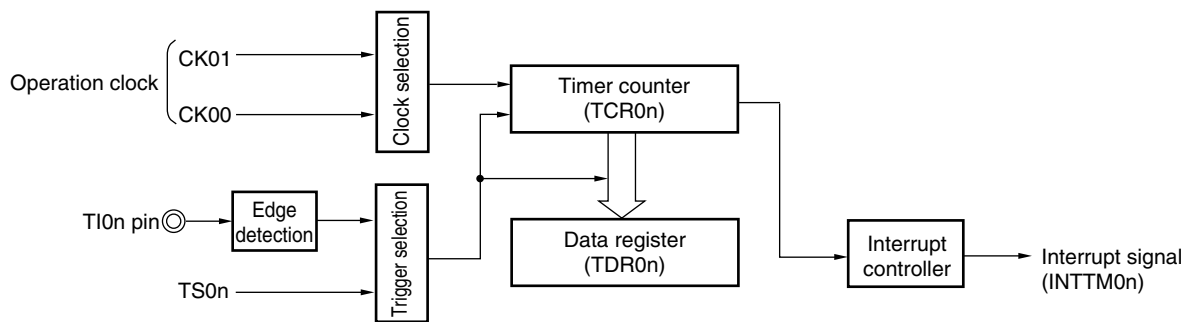 Operation clock
CK01
CK00
Clock selection
Timer counter
(TCR0n)
TI0n pin
Edge
detection
TS0n
Trigger selection
Data register
(TDR0n)
Interrupt
controller
Interrupt signal
(INTTM0n)